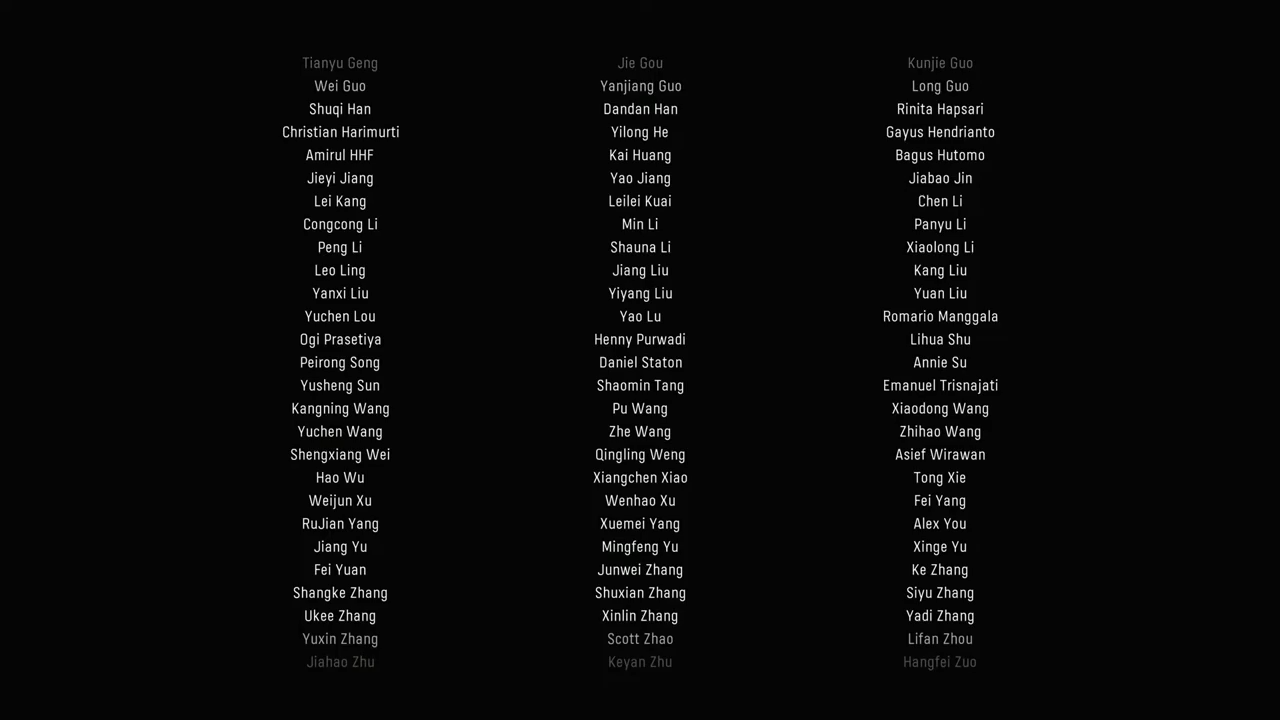 Tianyu Geng Jie Gou Kunjie Guo
Wei Guo Yanjiang Guo Long Guo
Shuqi Han Dandan Han Rinita Hapsari
Christian Harimurti Yilong He Gayus Hendrianto
Amirul HHF Kai Huang Bagus Hutomo
Jieyi Jiang Yao Jiang Jiabao Jin
Lei Kang Leilei Kuai Chen Li
Congcong Li Min Li Panyu Li
Peng Li Shauna Li Xiaolong Li
Leo Ling Jiang Liu Kang Liu
Yanxi Liu Yiyang Liu Yuan Liu
Yuchen Lou Yao Lu Romario Manggala
Ogi Prasetiya Henny Purwadi Lihua Shu
Peirong Song Daniel Staton Annie Su
Yusheng Sun Shaomin Tang Emanuel Trisnajati
Kangning Wang Pu Wang Xiaodong Wang
Yuchen Wang Zhe Wang Zhihao Wang
Shengxiang Wei Qingling Weng Asief Wirawan
Hao Wu Xiangchen Xiao Tong Xie
Weijun Xu Wenhao Xu Fei Yang
RuJian Yang Xuemei Yang Alex You
Jiang Yu Mingfeng Yu Xinge Yu
Fei Yuan Junwei Zhang Ke Zhang
Shangke Zhang Shuxian Zhang Siyu Zhang
Ukee Zhang Xinlin Zhang Yadi Zhang
Yuxin Zhang Scott Zhao Lifan Zhou
Jiahao Zhu Keyan Zhu Hangfei Zuo